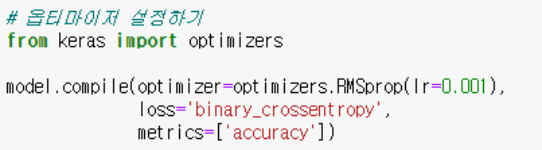 # 옵티마이저 설정하기
from keras import optimizers
model.compile(optimizer=optimizers.RMSprop(lr=0.001),
loss='binary_crossentropy',
metrics=['accuracy'])